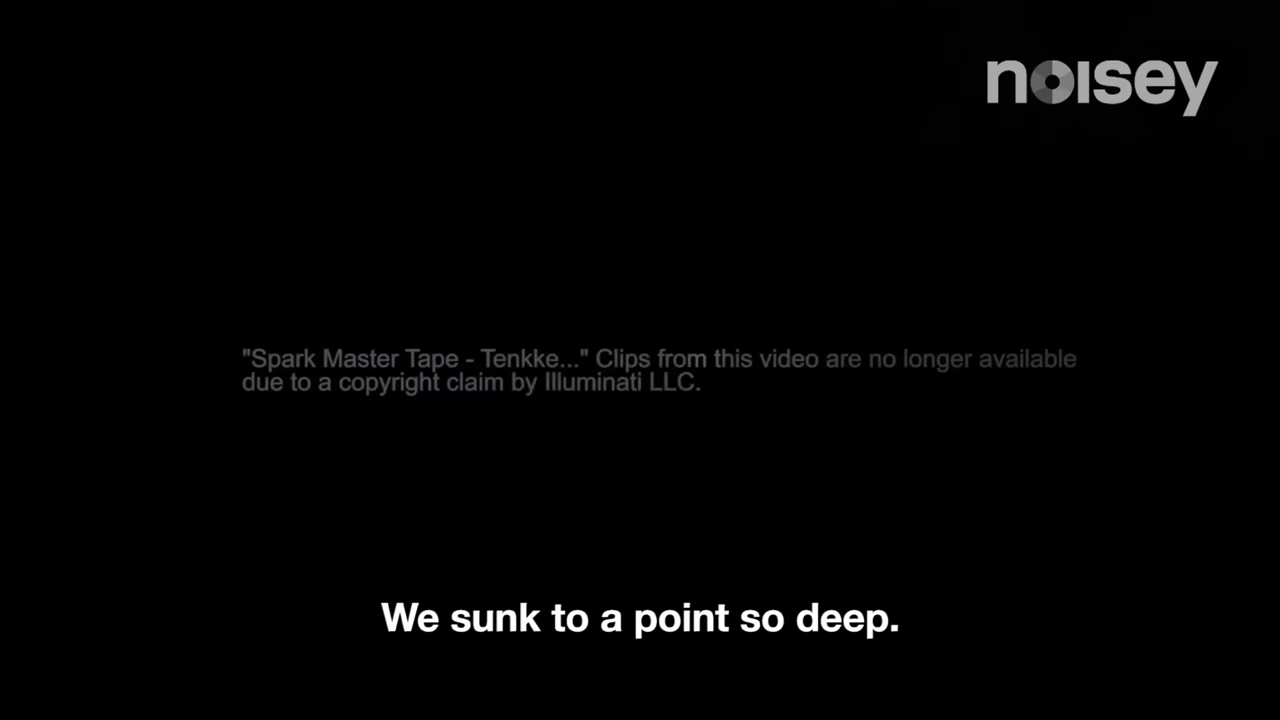 noisey
"Spark Master Tape - Tenkke..." Clips from this video are no longer available
due to a copyright claim by Illuminati LLC.
We sunk to a point so deep.